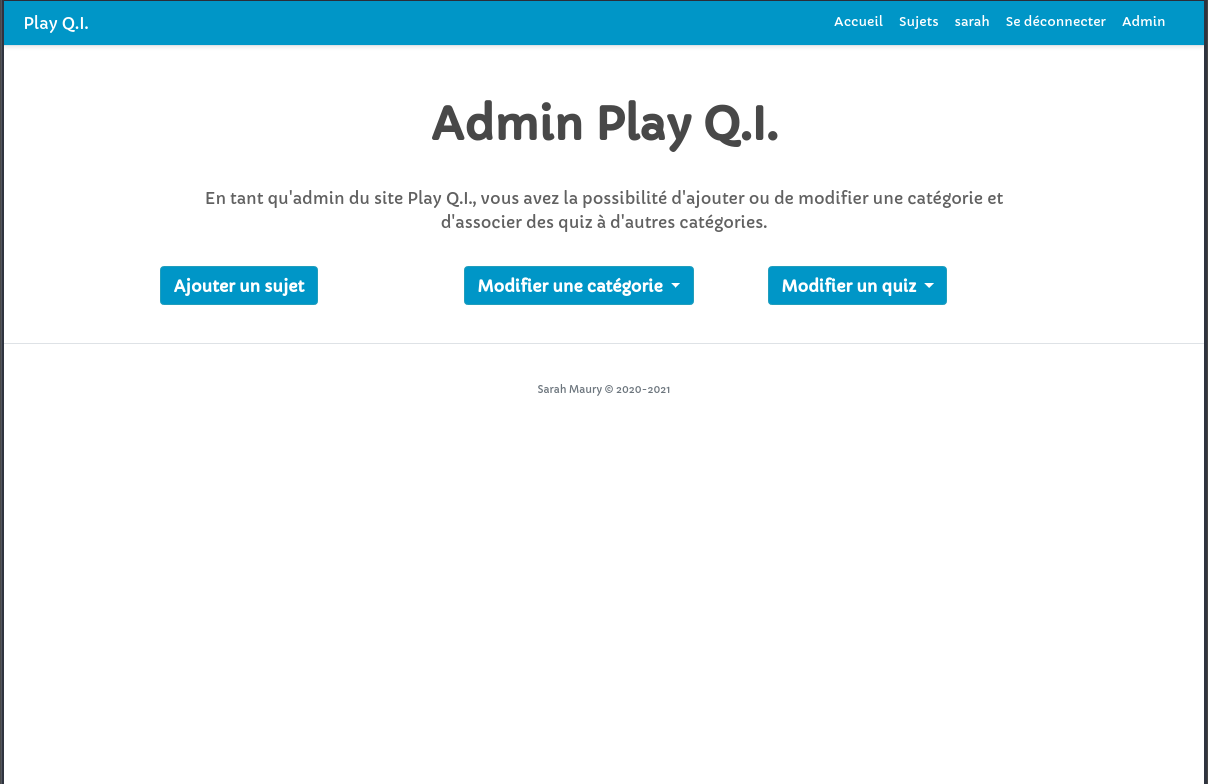 Play Q.I.
Accueil Sujets sarah Se déconnecter Admin
Admin Play Q.I.
En tant qu'admin du site Play Q.I., vous avez la possibilité d'ajouter ou de modifier une catégorie et
d'associer des quiz à d'autres catégories.
Ajouter un sujet
Modifier une catégorie
Modifier un quiz
Sarah Maury © 2020-2021